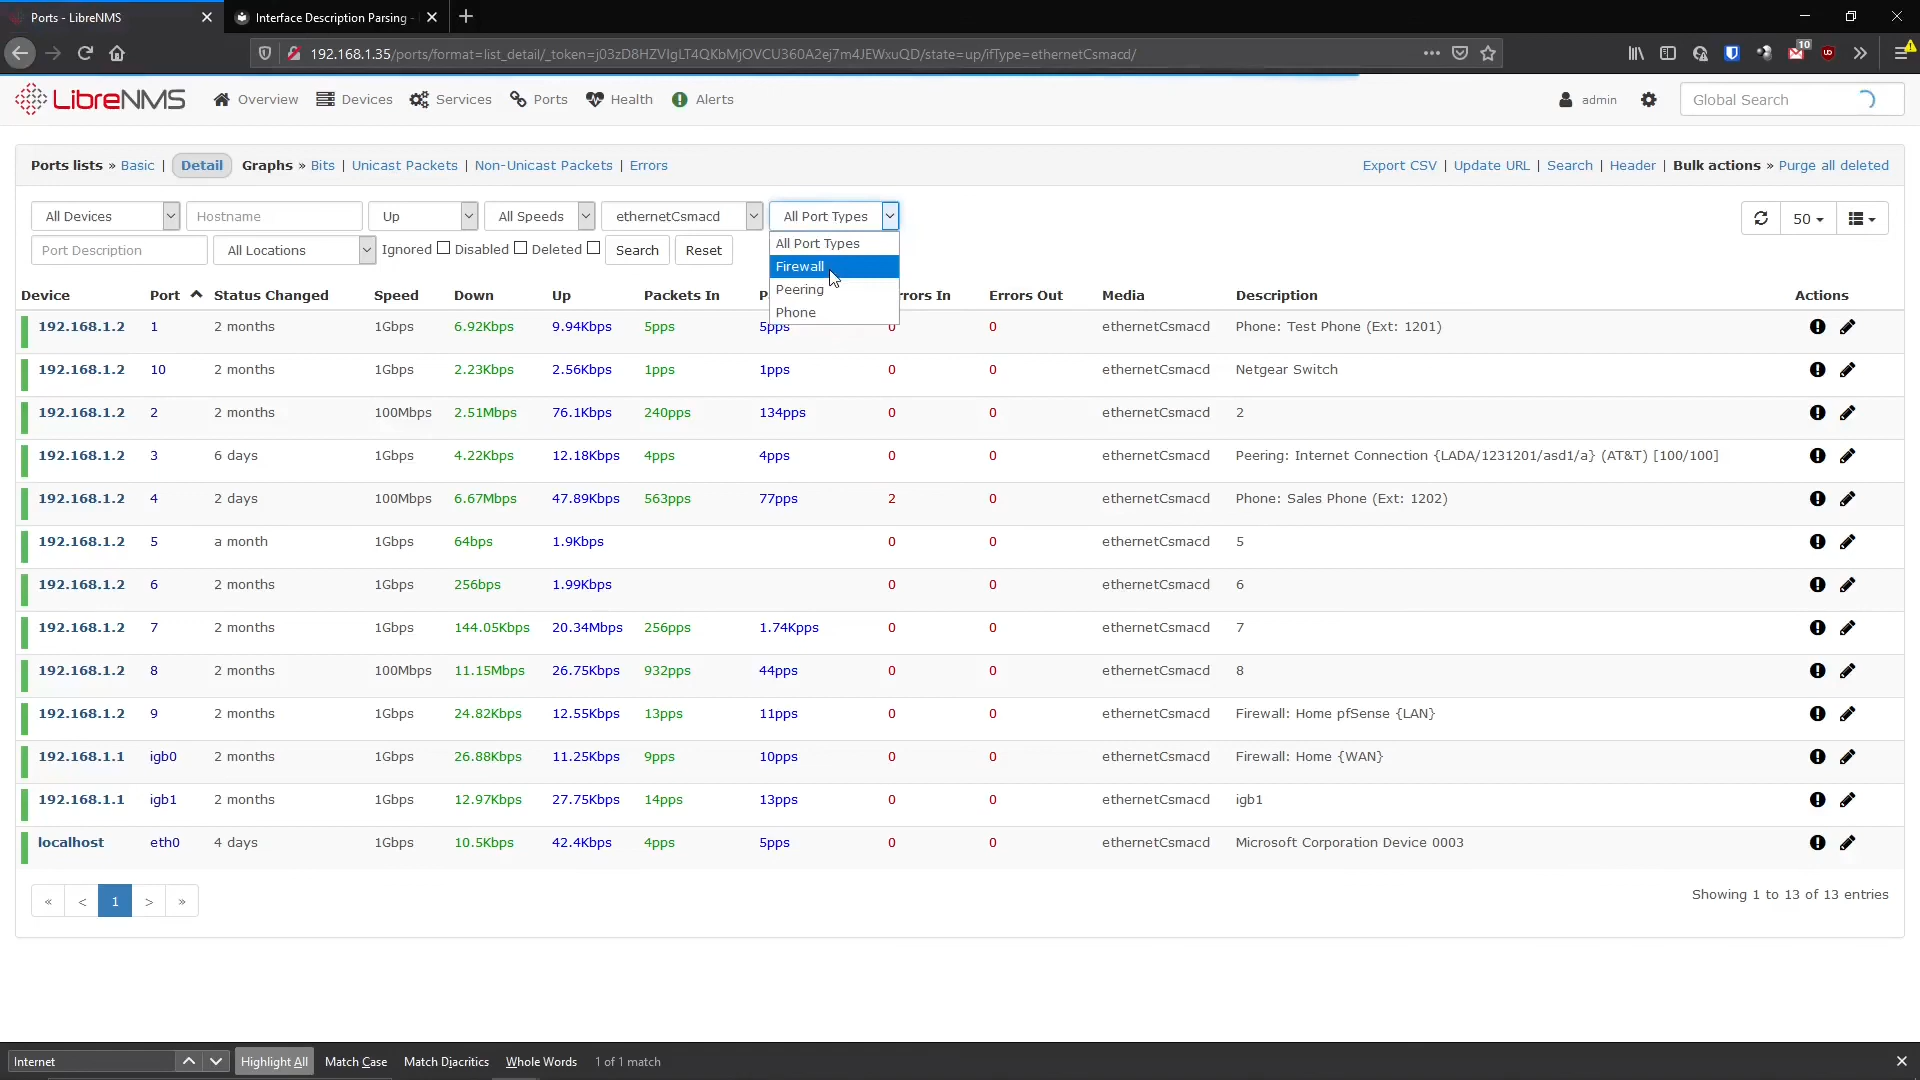 Ports - LibreNMS
Interface Description Parsing -
192.168.1.35/ports/format=list_detail/_token=j03zD8HZVIgLT4QKbMjOVCU360A2ej7m4JEWxuQD/state=up/ifType=ethernetCsmacd/
10
LibreNMS Overview Devices Services Ports Health Alerts admin Global Search
Ports lists » Basic | Detail Graphs » Bits | Unicast Packets | Non-Unicast Packets | Errors Export CSV | Update URL | Search | Header | Bulk actions » Purge all deleted
All Devices Hostname Up All Speeds ethernetCsmacd All Port Types 50
Port Description All Locations Ignored Disabled Deleted Search Reset
All Port Types
Firewall
Peering
Phone
Device Port Status Changed Speed Down Up Packets In P rrors In Errors Out Media Description Actions
192.168.1.2 1 2 months 1Gbps 6.92Kbps 9.94Kbps 5pps 5pps 0 0 ethernetCsmacd Phone: Test Phone (Ext: 1201)
192.168.1.2 10 2 months 1Gbps 2.23Kbps 2.56Kbps 1pps 1pps 0 0 ethernetCsmacd Netgear Switch
192.168.1.2 2 2 months 100Mbps 2.51Mbps 76.1Kbps 240pps 134pps 0 0 ethernetCsmacd 2
192.168.1.2 3 6 days 1Gbps 4.22Kbps 12.18Kbps 4pps 4pps 0 0 ethernetCsmacd Peering: Internet Connection {LADA/1231201/asd1/a} (AT&T) [100/100]
192.168.1.2 4 2 days 100Mbps 6.67Mbps 47.89Kbps 563pps 77pps 2 0 ethernetCsmacd Phone: Sales Phone (Ext: 1202)
192.168.1.2 5 a month 1Gbps 64bps 1.9Kbps 0 0 ethernetCsmacd 5
192.168.1.2 6 2 months 1Gbps 256bps 1.99Kbps 0 0 ethernetCsmacd 6
192.168.1.2 7 2 months 1Gbps 144.05Kbps 20.34Mbps 256pps 1.74Kpps 0 0 ethernetCsmacd 7
192.168.1.2 8 2 months 100Mbps 11.15Mbps 26.75Kbps 932pps 44pps 0 0 ethernetCsmacd 8
192.168.1.2 9 2 months 1Gbps 24.82Kbps 12.55Kbps 13pps 11pps 0 0 ethernetCsmacd Firewall: Home pfSense {LAN}
192.168.1.1 igb0 2 months 1Gbps 26.88Kbps 11.25Kbps 9pps 10pps 0 0 ethernetCsmacd Firewall: Home {WAN}
192.168.1.1 igb1 2 months 1Gbps 12.97Kbps 27.75Kbps 14pps 13pps 0 0 ethernetCsmacd igb1
localhost eth0 4 days 1Gbps 10.5Kbps 42.4Kbps 4pps 5pps 0 0 ethernetCsmacd Microsoft Corporation Device 0003
« < 1 > » Showing 1 to 13 of 13 entries
Internet Highlight All Match Case Match Diacritics Whole Words 1 of 1 match